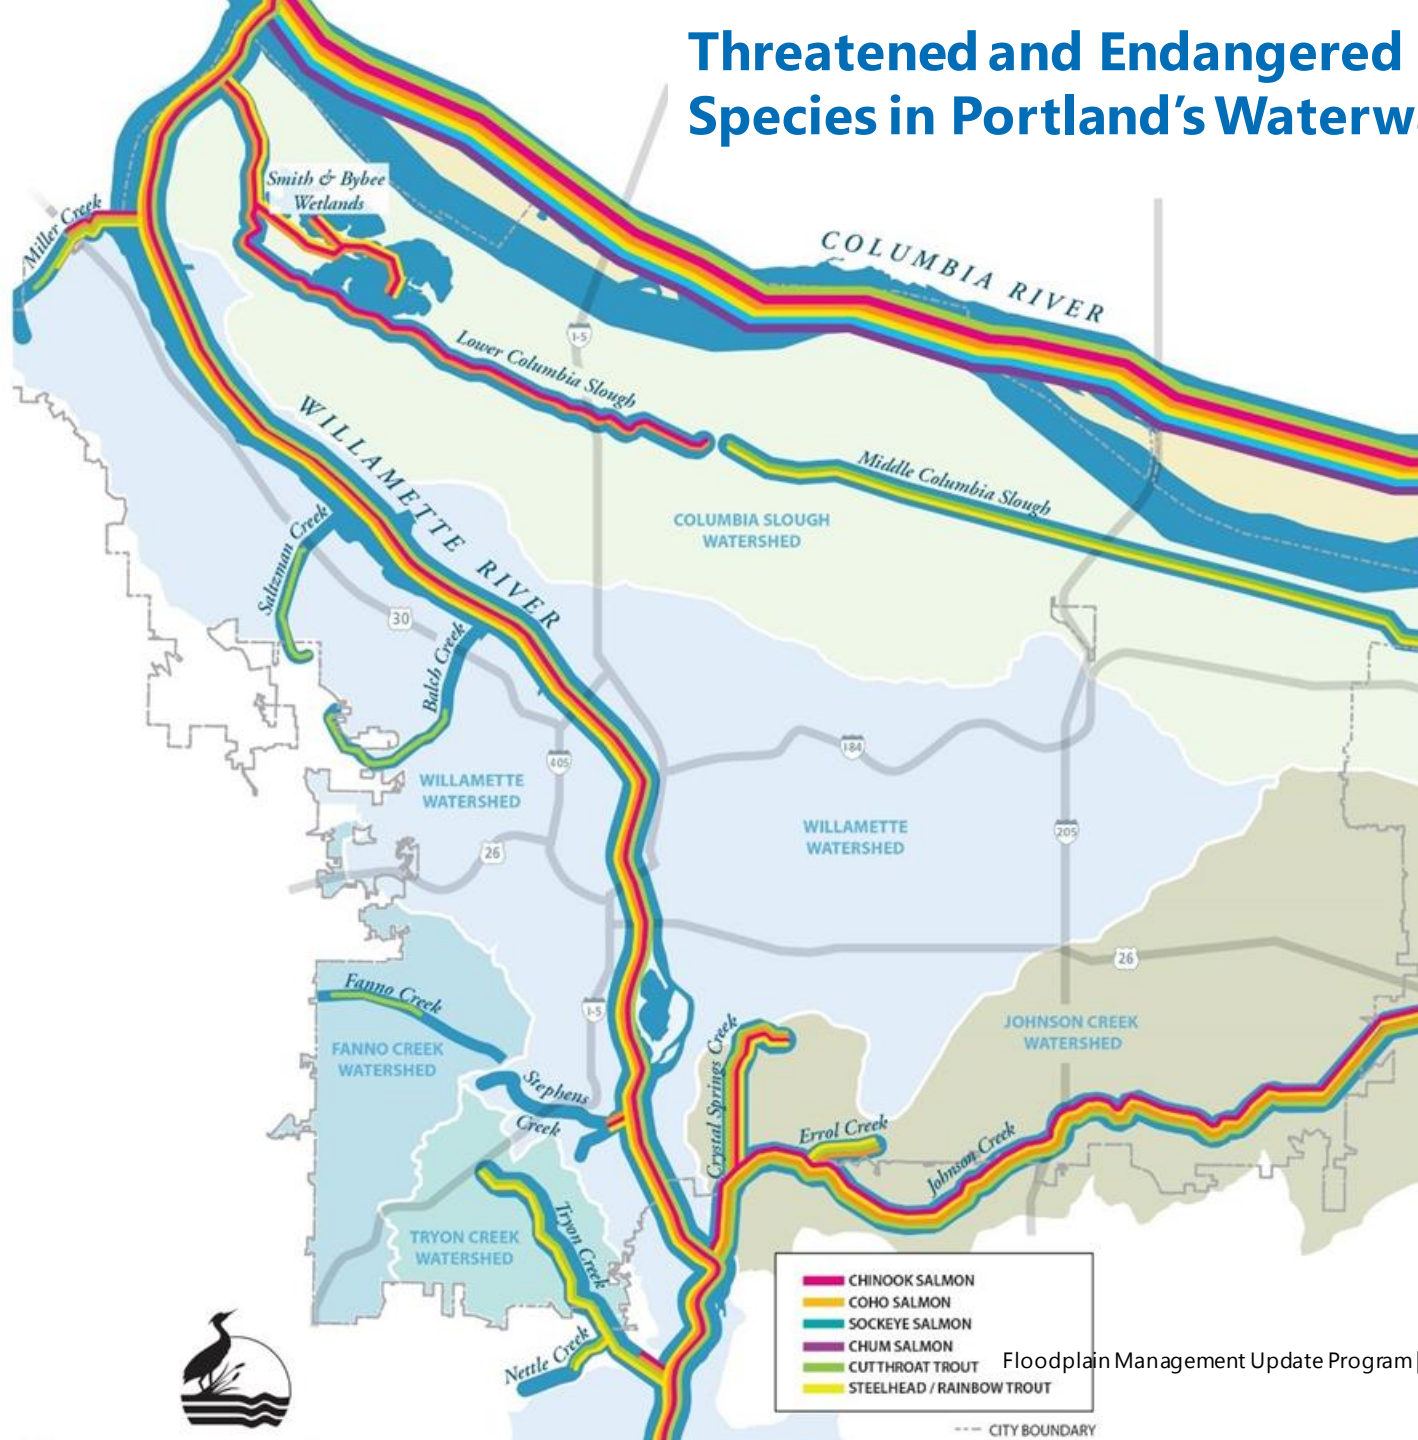 Threatened and Endangered
Species in Portland's Waterw
Smith & Bybee
Wetlands
Miller Creek
COLUMBIA RIVER
I-5
Lower Columbia Slough
WILLAMETTE RIVER
Middle Columbia Slough
COLUMBIA SLOUGH
WATERSHED
Saltzman Creek
30
Balch Creek
405
I-84
WILLAMETTE
WATERSHED
WILLAMETTE
WATERSHED
205
26
26
Fanno Creek
I-5
FANNO CREEK
WATERSHED
JOHNSON CREEK
WATERSHED
Stephens
Creek
Crystal Springs Creek
Errol Creek
Johnson Creek
TRYON CREEK
WATERSHED
Tryon Creek
Nettle Creek
CHINOOK SALMON
COHO SALMON
SOCKEYE SALMON
CHUM SALMON
CUTTHROAT TROUT
STEELHEAD / RAINBOW TROUT
Floodplain Management Update Program |
CITY BOUNDARY